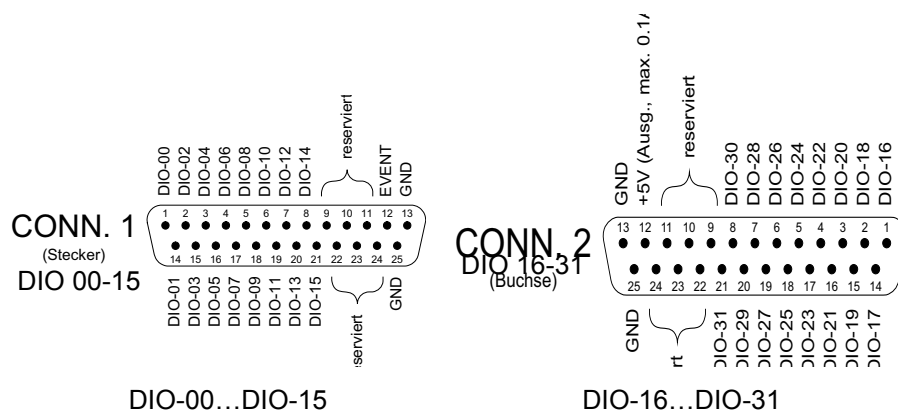 DIO-00 DIO-02 DIO-04 DIO-06 DIO-08 DIO-10 DIO-12 DIO-14 reserviert EVENT GND
1 2 3 4 5 6 7 8 9 10 11 12 13
CONN. 1
(Stecker)
DIO 00-15
14 15 16 17 18 19 20 21 22 23 24 25
DIO-01 DIO-03 DIO-05 DIO-07 DIO-09 DIO-11 DIO-13 DIO-15 serviert GND
DIO-00…DIO-15
GND +5V (Ausg., max. 0.1A reserviert DIO-30 DIO-28 DIO-26 DIO-24 DIO-22 DIO-20 DIO-18 DIO-16
13 12 11 10 9 8 7 6 5 4 3 2 1
CONN. 2
DIO 16-31
(Buchse)
25 24 23 22 21 20 19 18 17 16 15 14
GND rt DIO-31 DIO-29 DIO-27 DIO-25 DIO-23 DIO-21 DIO-19 DIO-17
DIO-16…DIO-31